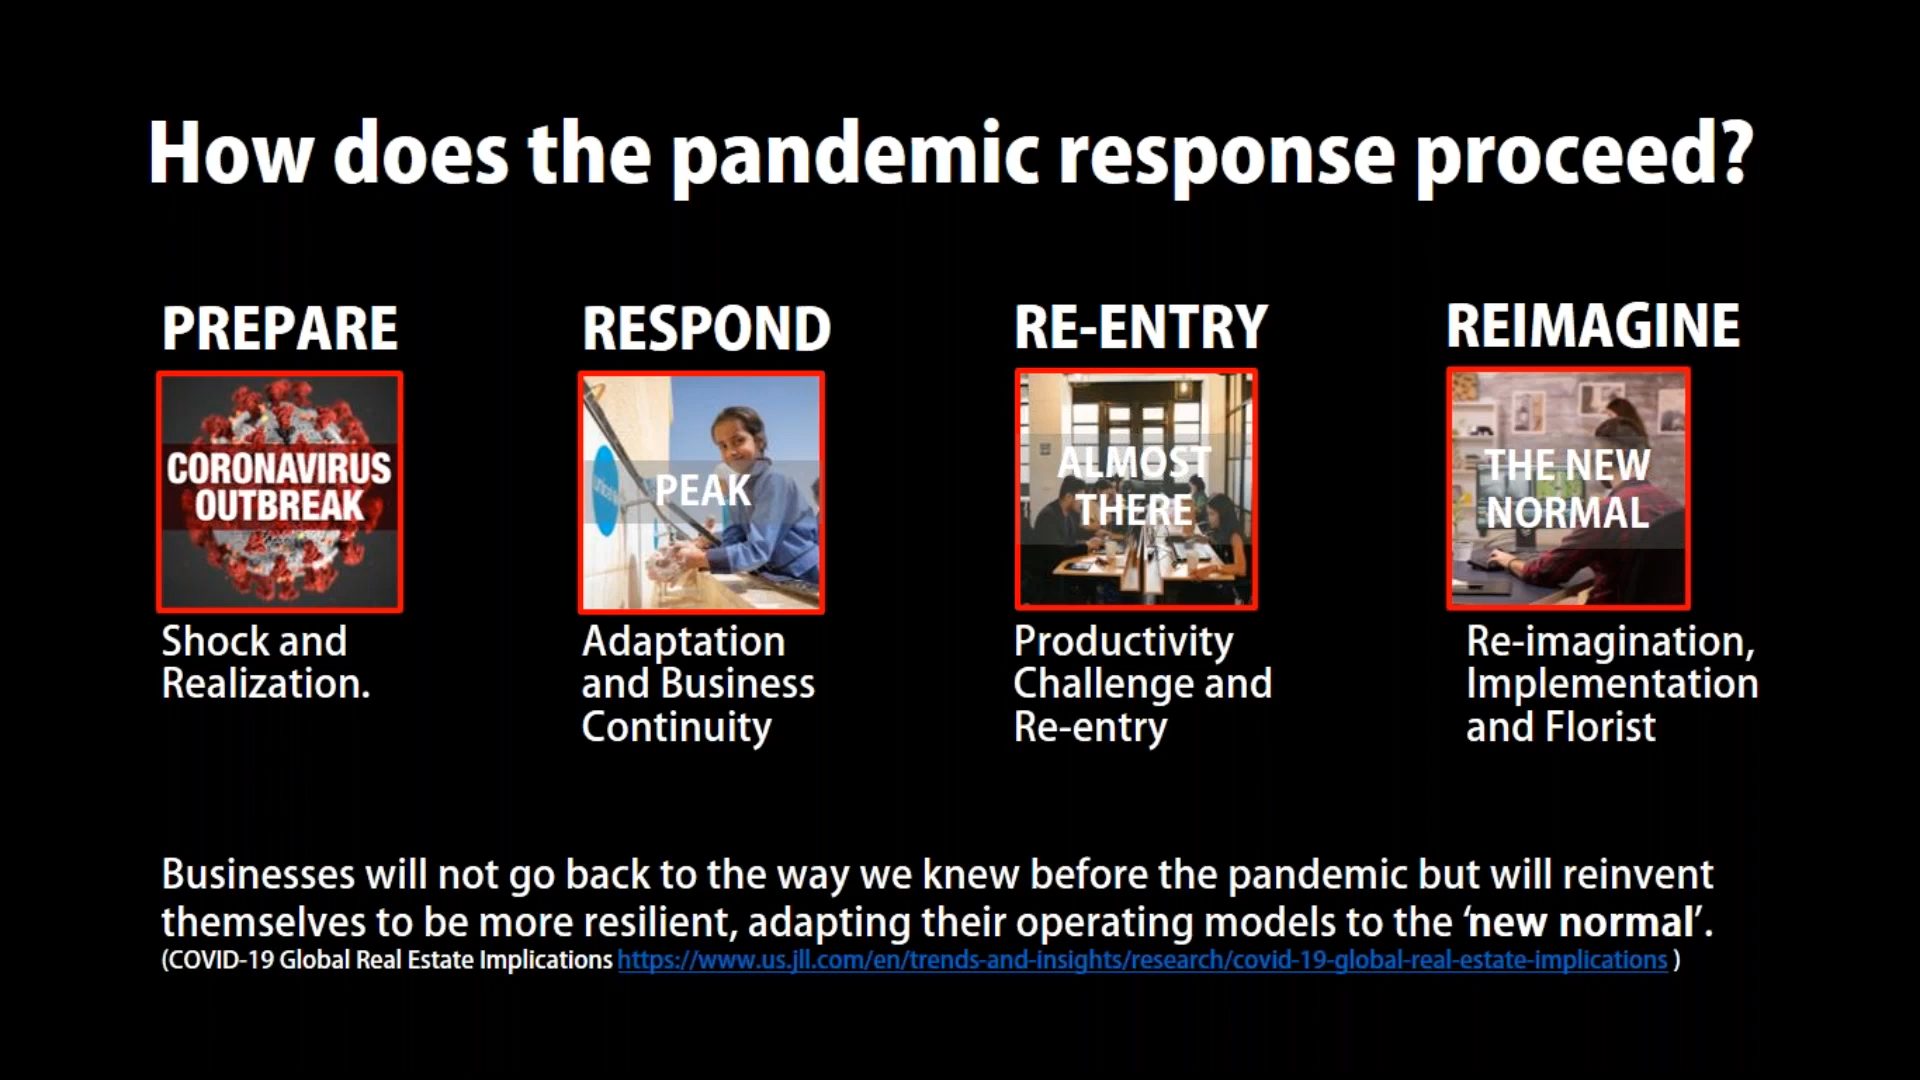 How does the pandemic response proceed?
PREPARE
CORONAVIRUS
OUTBREAK
Shock and
Realization.
RESPOND
PEAK
Adaptation
and Business
Continuity
RE-ENTRY
ALMOST
THERE
Productivity
Challenge and
Re-entry
REIMAGINE
THE NEW
NORMAL
Re-imagination,
Implementation
and Florist
Businesses will not go back to the way we knew before the pandemic but will reinvent
themselves to be more resilient, adapting their operating models to the ‘new normal’.
(COVID-19 Global Real Estate Implications https://www.us.jll.com/en/trends-and-insights/research/covid-19-global-real-estate-implications )